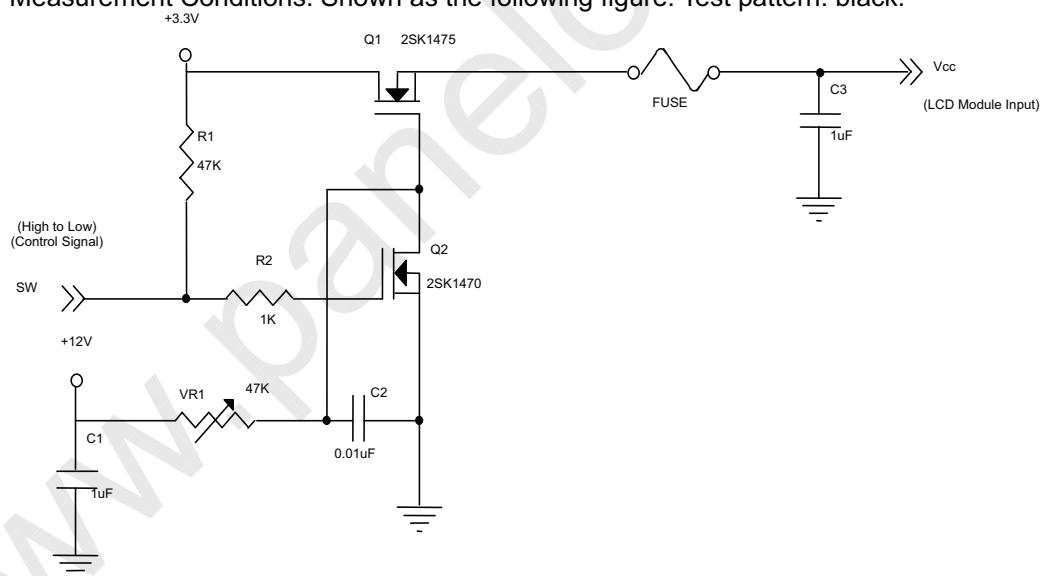 Measurement Conditions: Shown as the following figure. Test pattern: black.
+3.3V
Q1 2SK1475
Vcc
FUSE
C3
(LCD Module Input)
R1
1uF
47K
(High to Low)
(Control Signal)
Q2
R2
2SK1470
SW
1K
+12V
VR1
47K
C2
C1
0.01uF
1uF
www.panelo